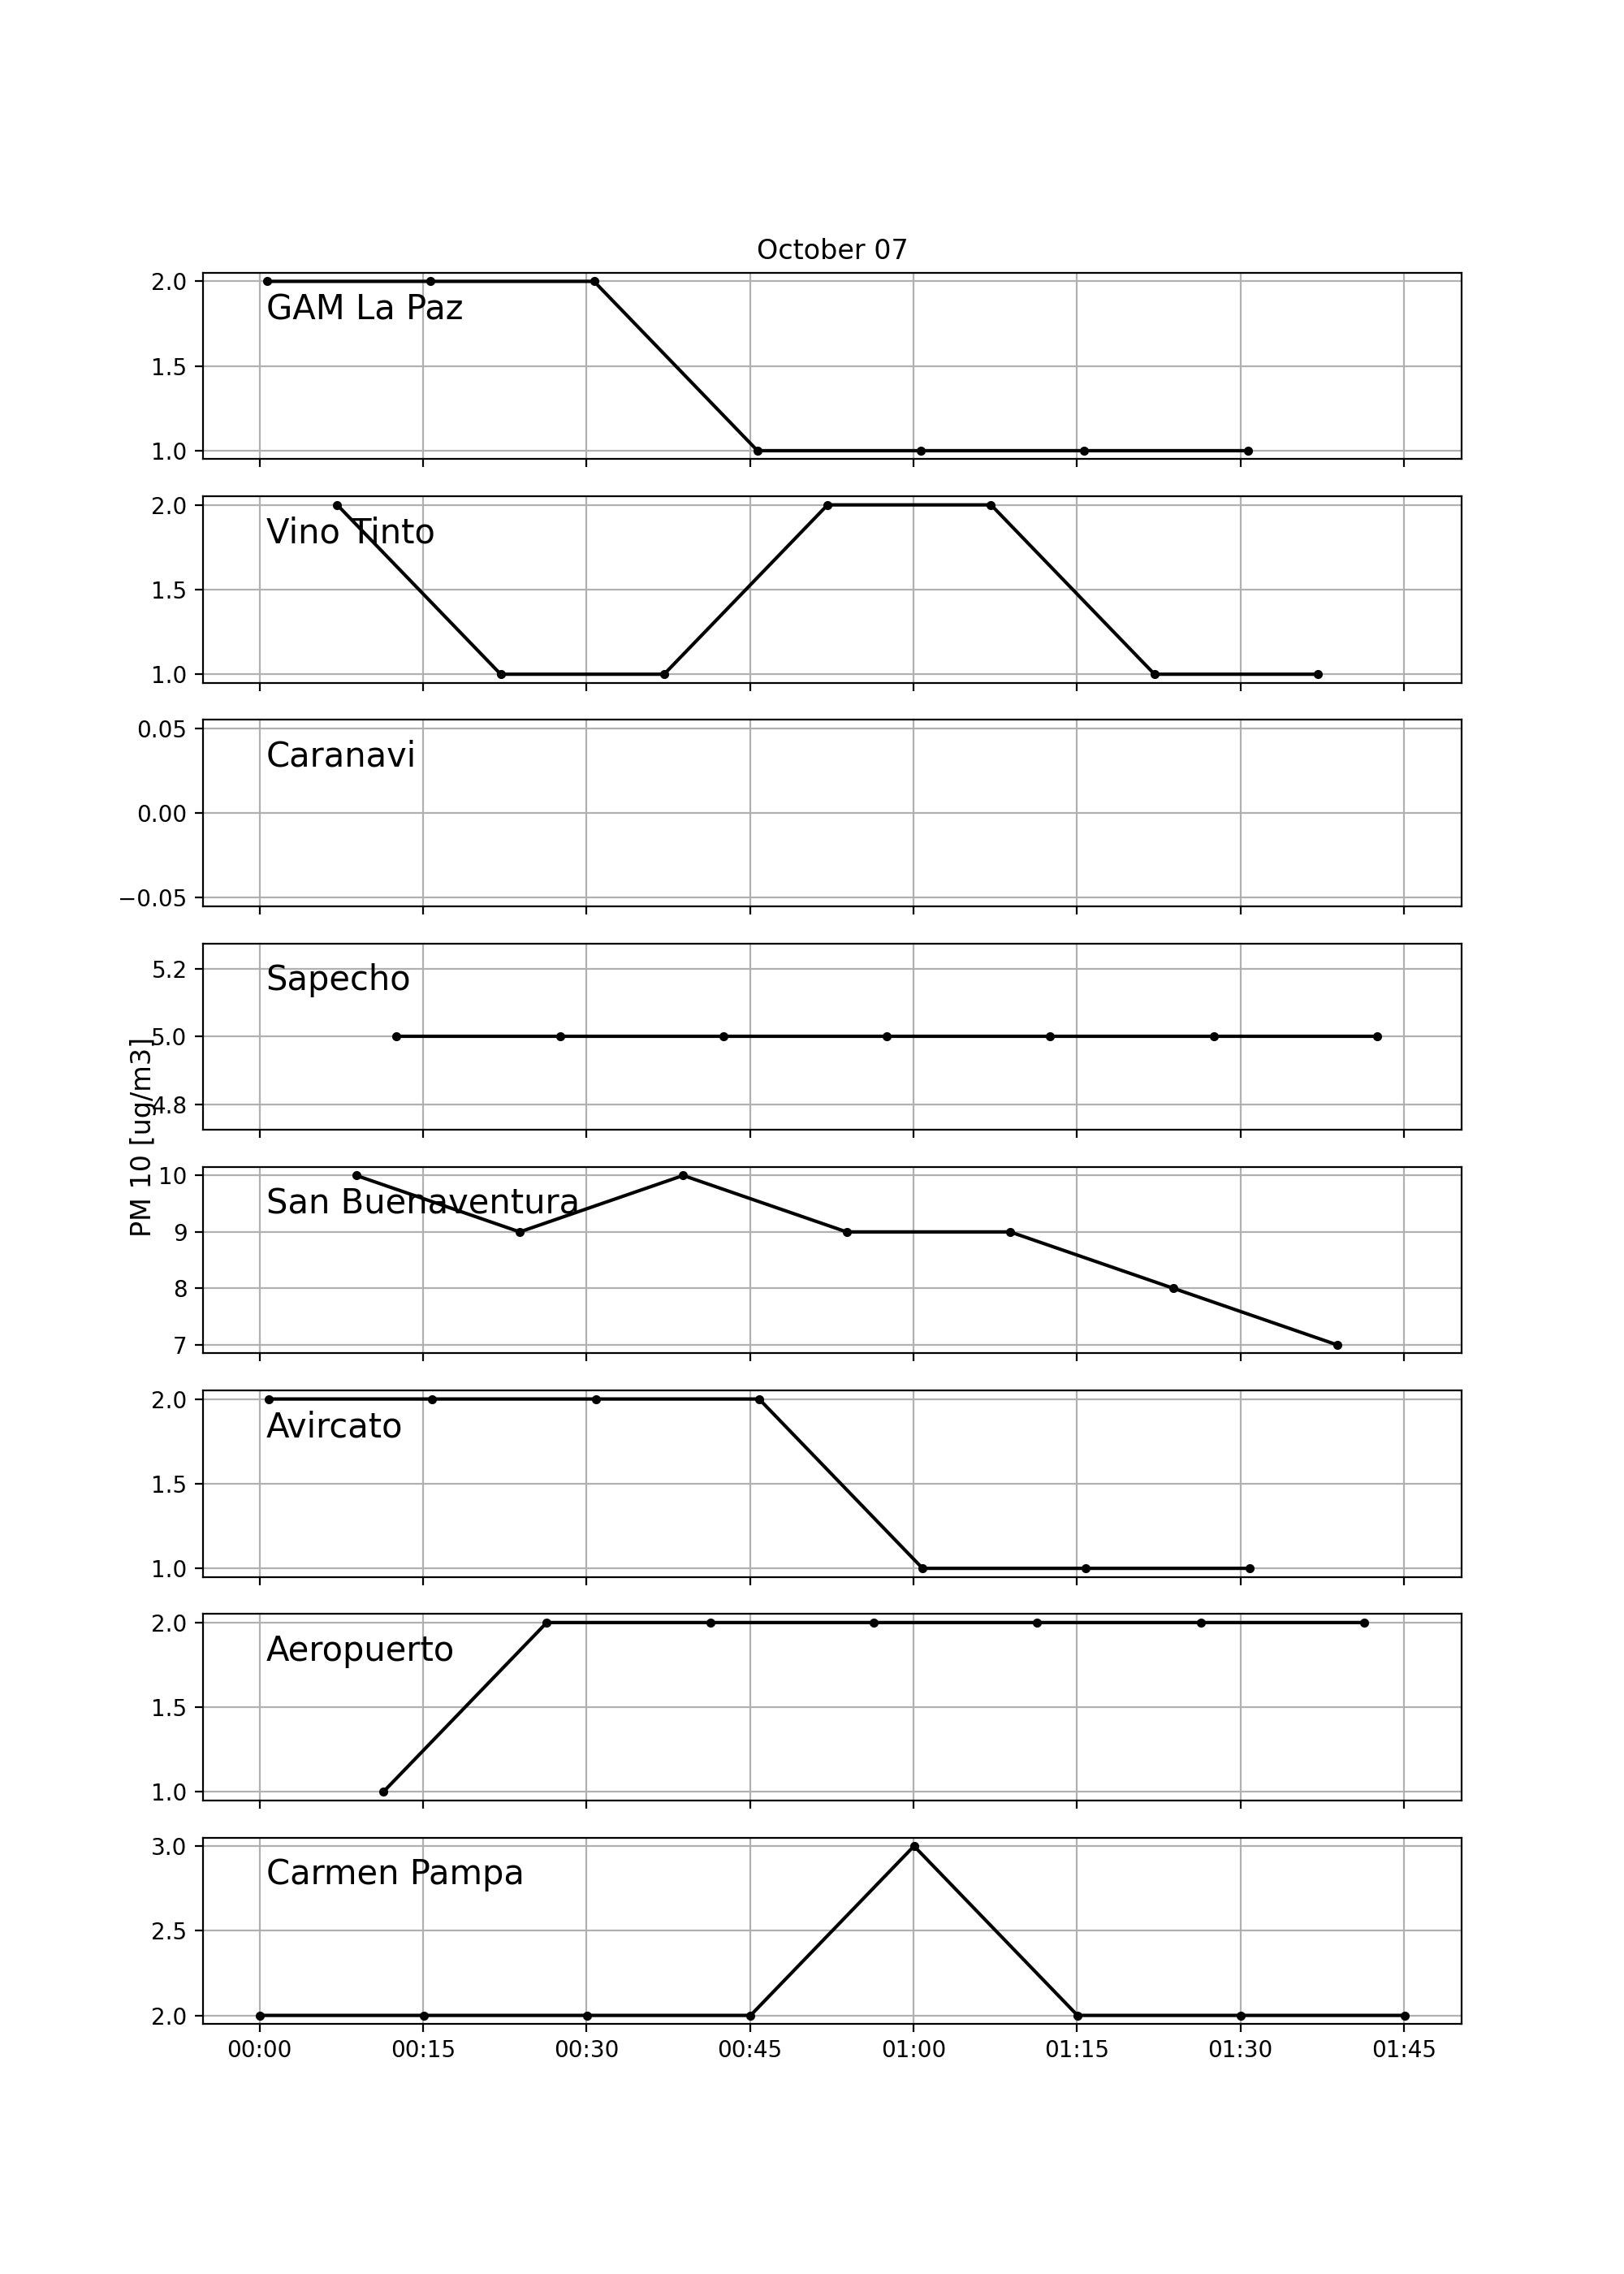 October 07
2.0
GAM La Paz
1.5
1.0
2.0
Vino Tinto
1.5
1.0
0.05
Caranavi
0.00
−0.05
5.2
Sapecho
5.0
4.8
PM 10 [ug/m3]
10
San Buenaventura
9
8
7
2.0
Avircato
1.5
1.0
2.0
Aeropuerto
1.5
1.0
3.0
Carmen Pampa
2.5
2.0
00:00 00:15 00:30 00:45 01:00 01:15 01:30 01:45